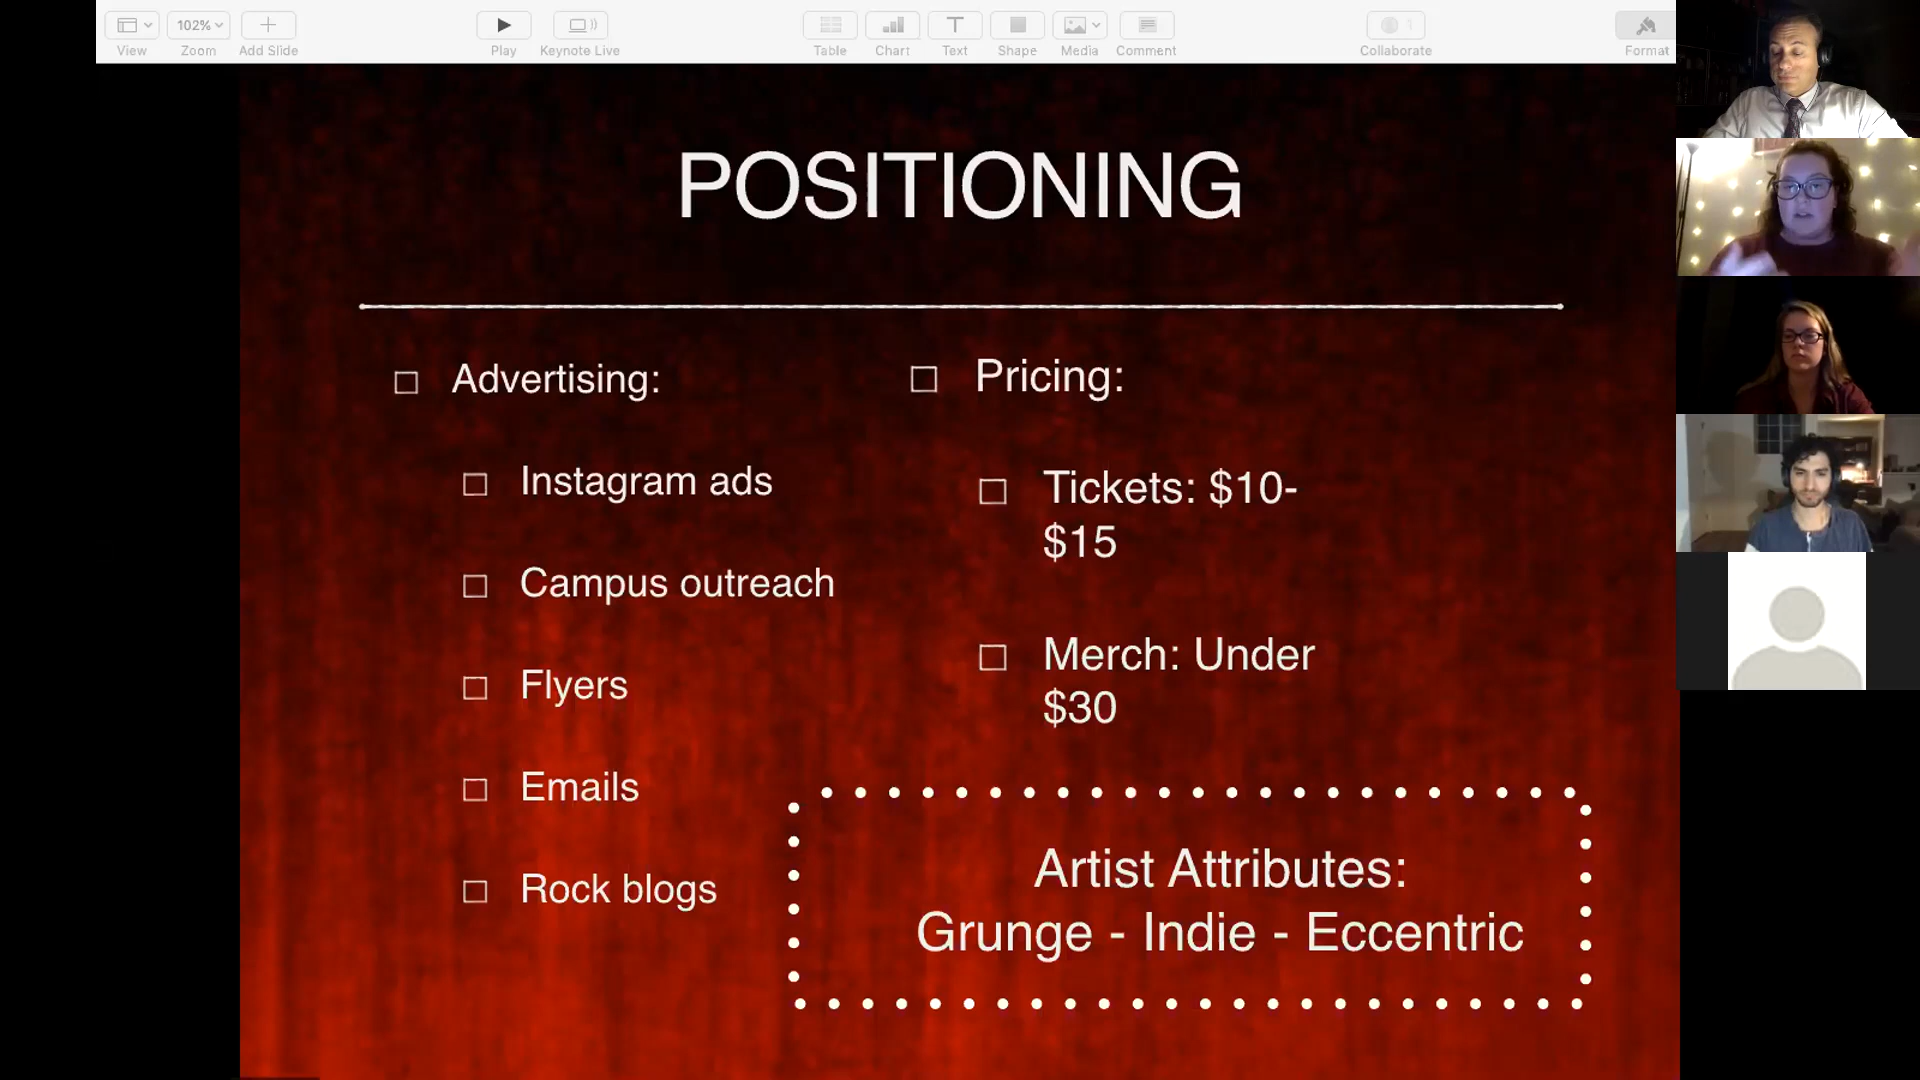 102%
View
Zoom
Add Slide
Play
Keynote Live
Table
Chart
Text
Shape
Media
Comment
Collaborate
Format
POSITIONING
Advertising:
Instagram ads
Campus outreach
Flyers
Emails
Rock blogs
Pricing:
Tickets: $10-
$15
Merch: Under
$30
Artist Attributes:
Grunge - Indie - Eccentric